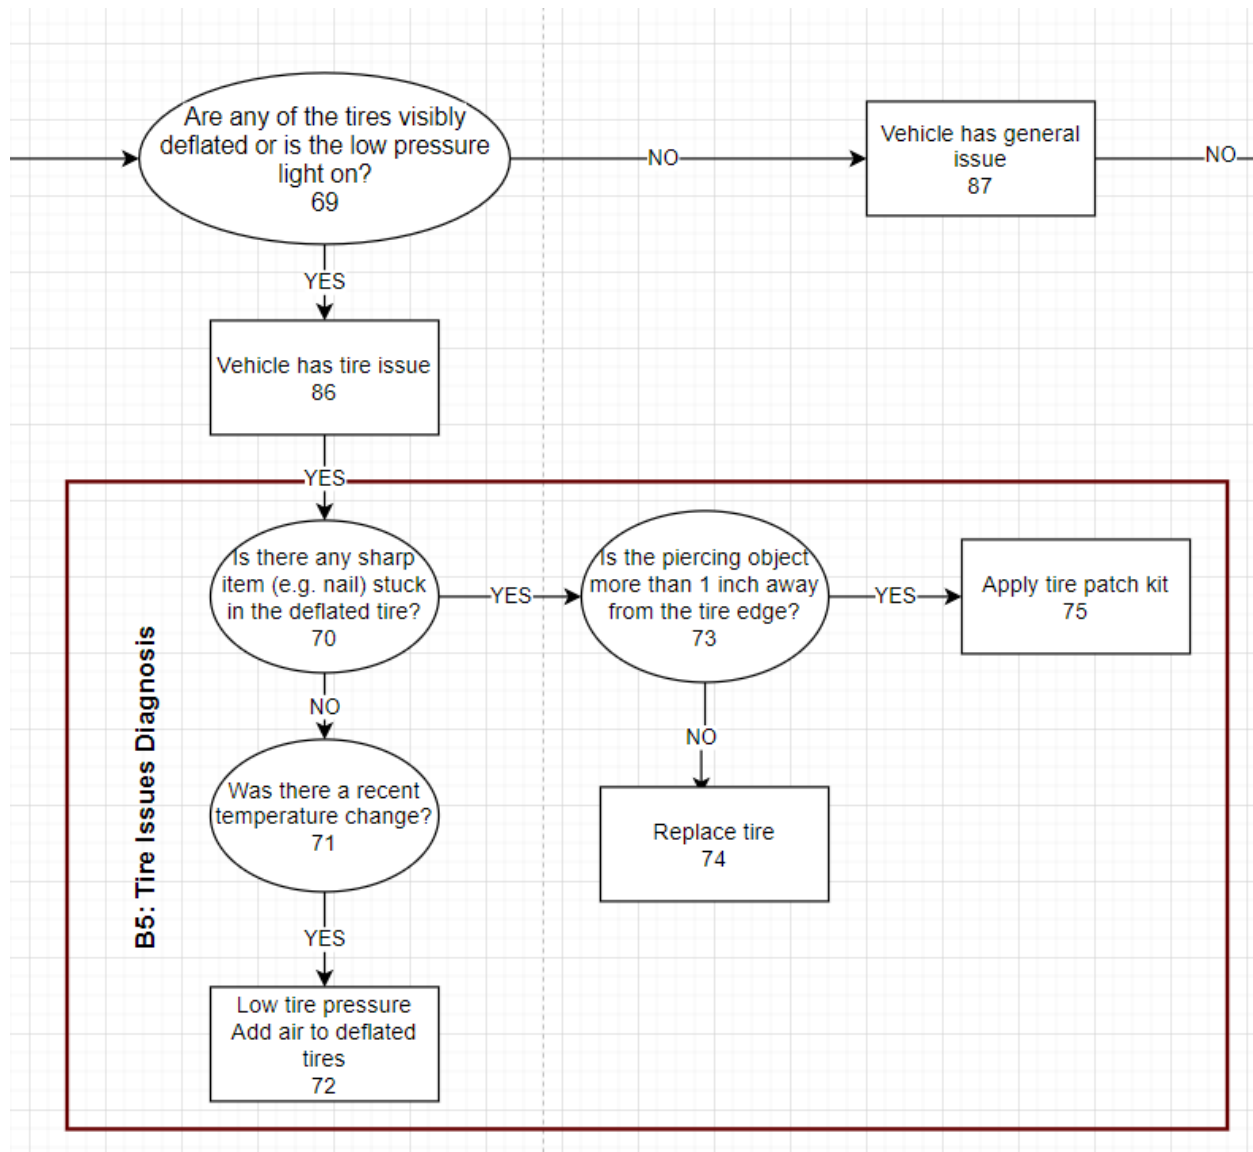 Are any of the tires visibly
deflated or is the low pressure
light on?
69
NO
Vehicle has general
issue
87
NO
YES
Vehicle has tire issue
86
YES
Is there any sharp
item (e.g. nail) stuck
in the deflated tire?
70
YES
Is the piercing object
more than 1 inch away
from the tire edge?
73
YES
Apply tire patch kit
75
B5: Tire Issues Diagnosis
NO
NO
Was there a recent
temperature change?
71
Replace tire
74
YES
Low tire pressure
Add air to deflated
tires
72